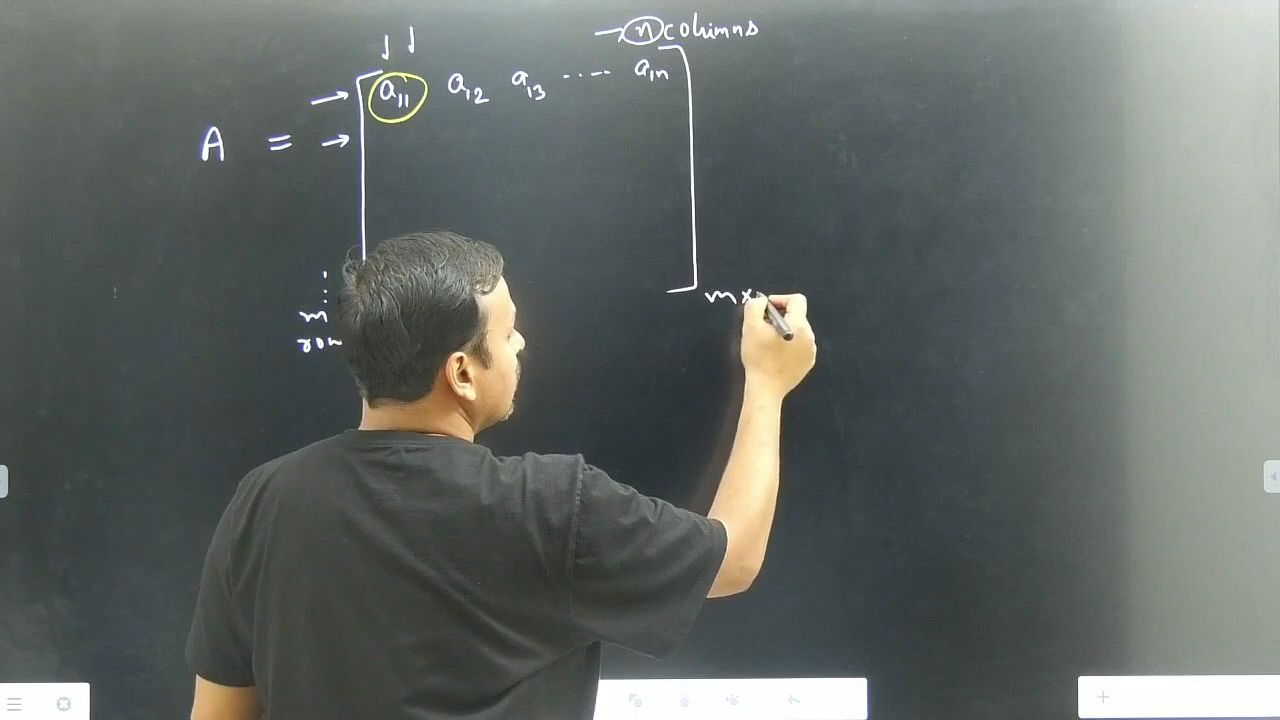 → n columns
a₁₁ a₁₂ a₁₃ ..... a₁ₙ
A =
m ×
m
row